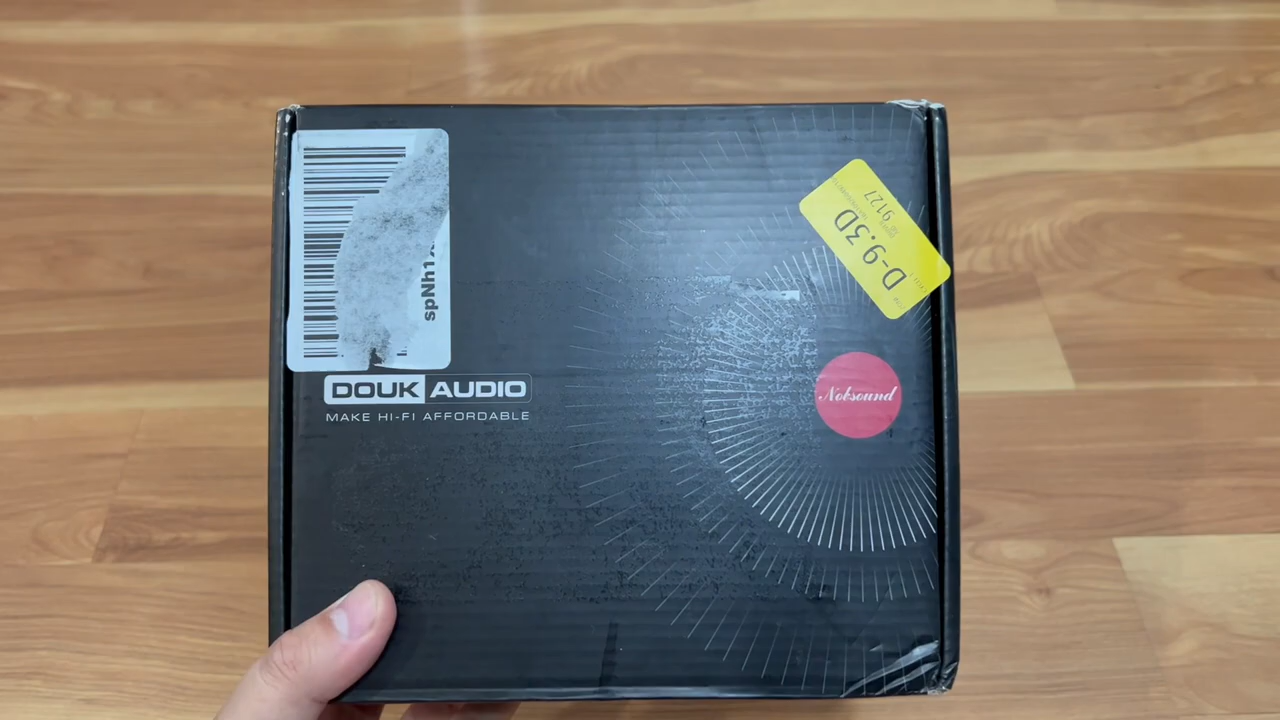 spNh1
D-9.3D
9127
DOUK AUDIO
MAKE HI-FI AFFORDABLE
Nobsound